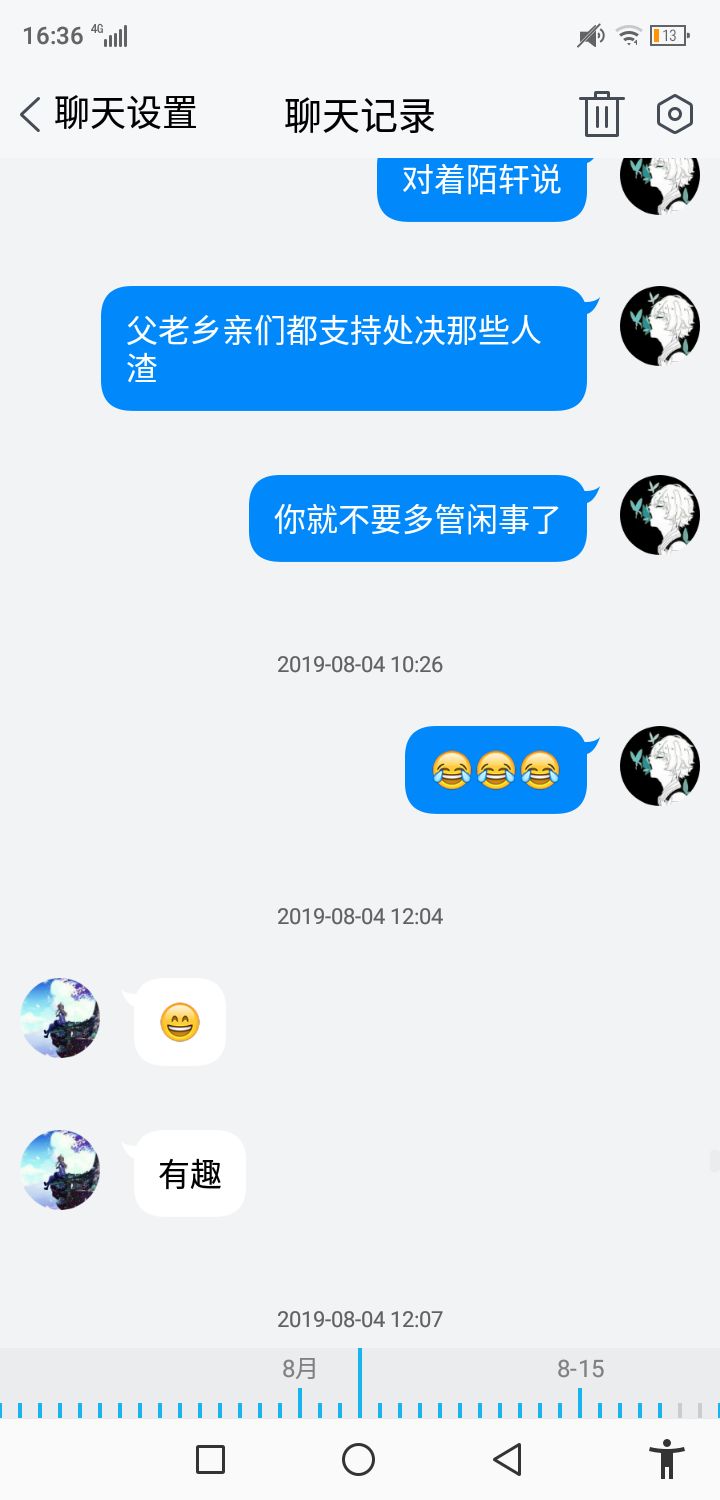 16:36 4G 13
聊天设置 聊天记录
对着陌轩说
父老乡亲们都支持处决那些人
渣
你就不要多管闲事了
2019-08-04 10:26
😂😂😂
2019-08-04 12:04
😄
有趣
2019-08-04 12:07
8月 8-15